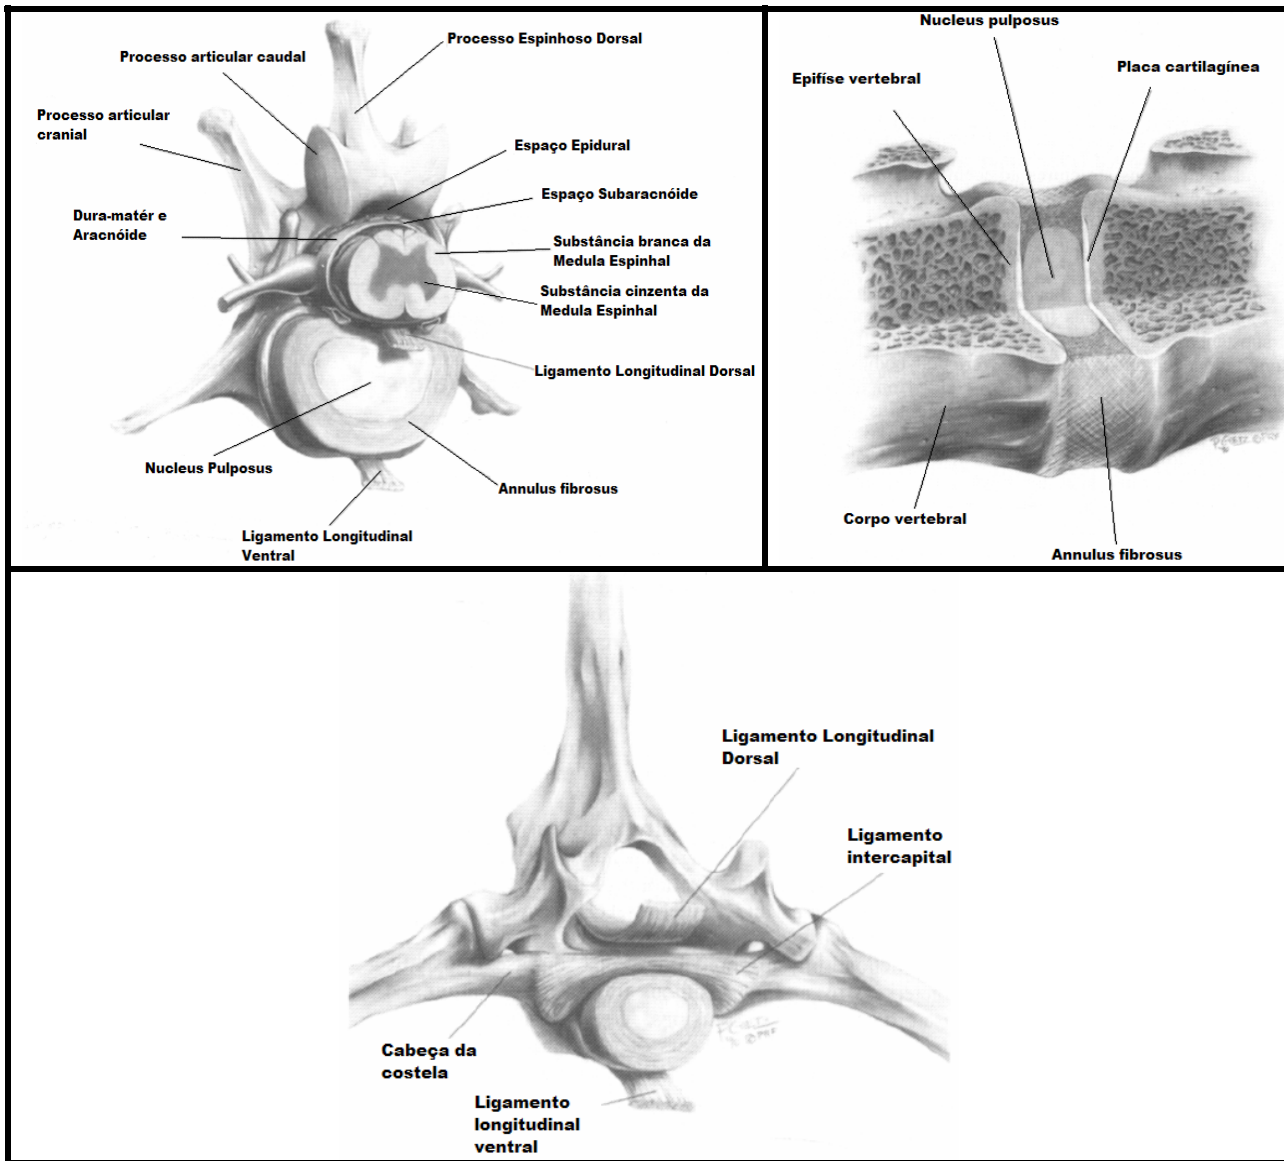 Processo Espinhoso Dorsal
Processo articular caudal
Processo articular
cranial
Espaço Epidural
Espaço Subaracnóide
Dura-matér e
Aracnóide
Substância branca da
Medula Espinhal
Substância cinzenta da
Medula Espinhal
Ligamento Longitudinal Dorsal
Nucleus Pulposus
Annulus fibrosus
Ligamento Longitudinal
Ventral
Nucleus pulposus
Epifíse vertebral
Placa cartilagínea
Corpo vertebral
Annulus fibrosus
Ligamento Longitudinal
Dorsal
Ligamento
intercapital
Cabeça da
costela
Ligamento
longitudinal
ventral